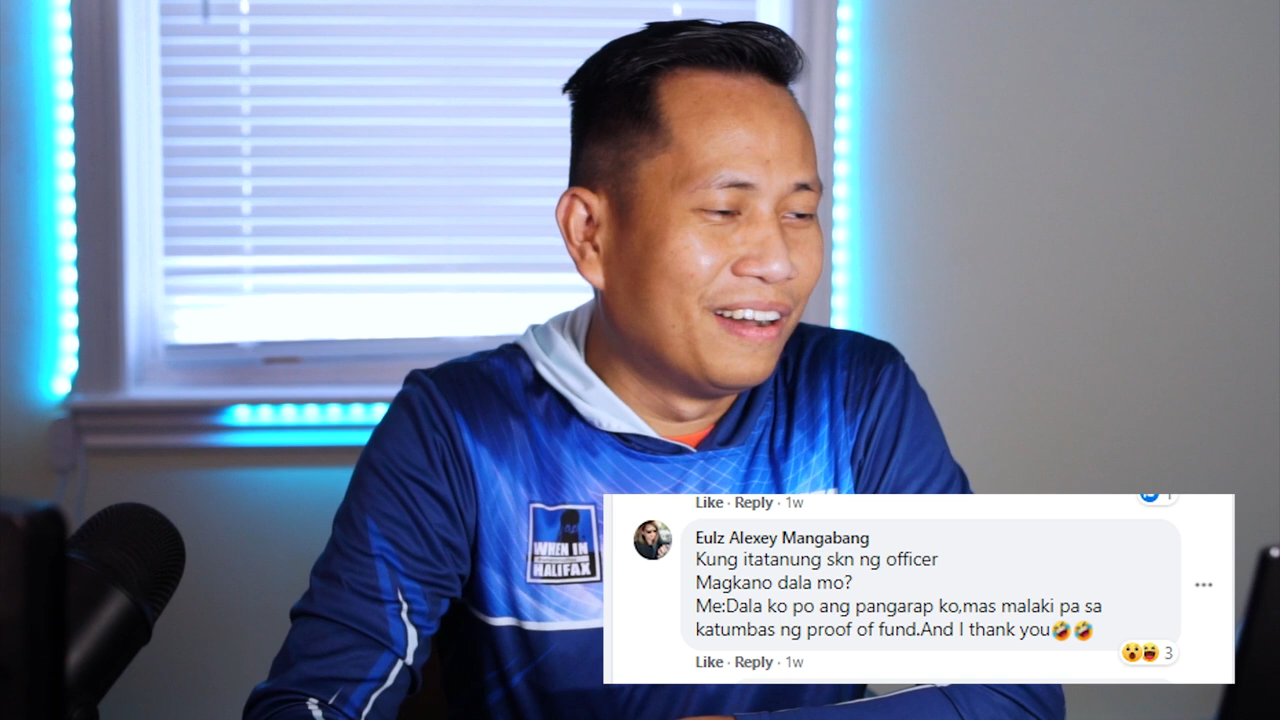 WHEN IN
HALIFAX
Like · Reply · 1w
1
Eulz Alexey Mangabang
Kung itatanung skn ng officer
Magkano dala mo?
Me:Dala ko po ang pangarap ko,mas malaki pa sa
katumbas ng proof of fund.And I thank you🤣🤣
3
Like · Reply · 1w